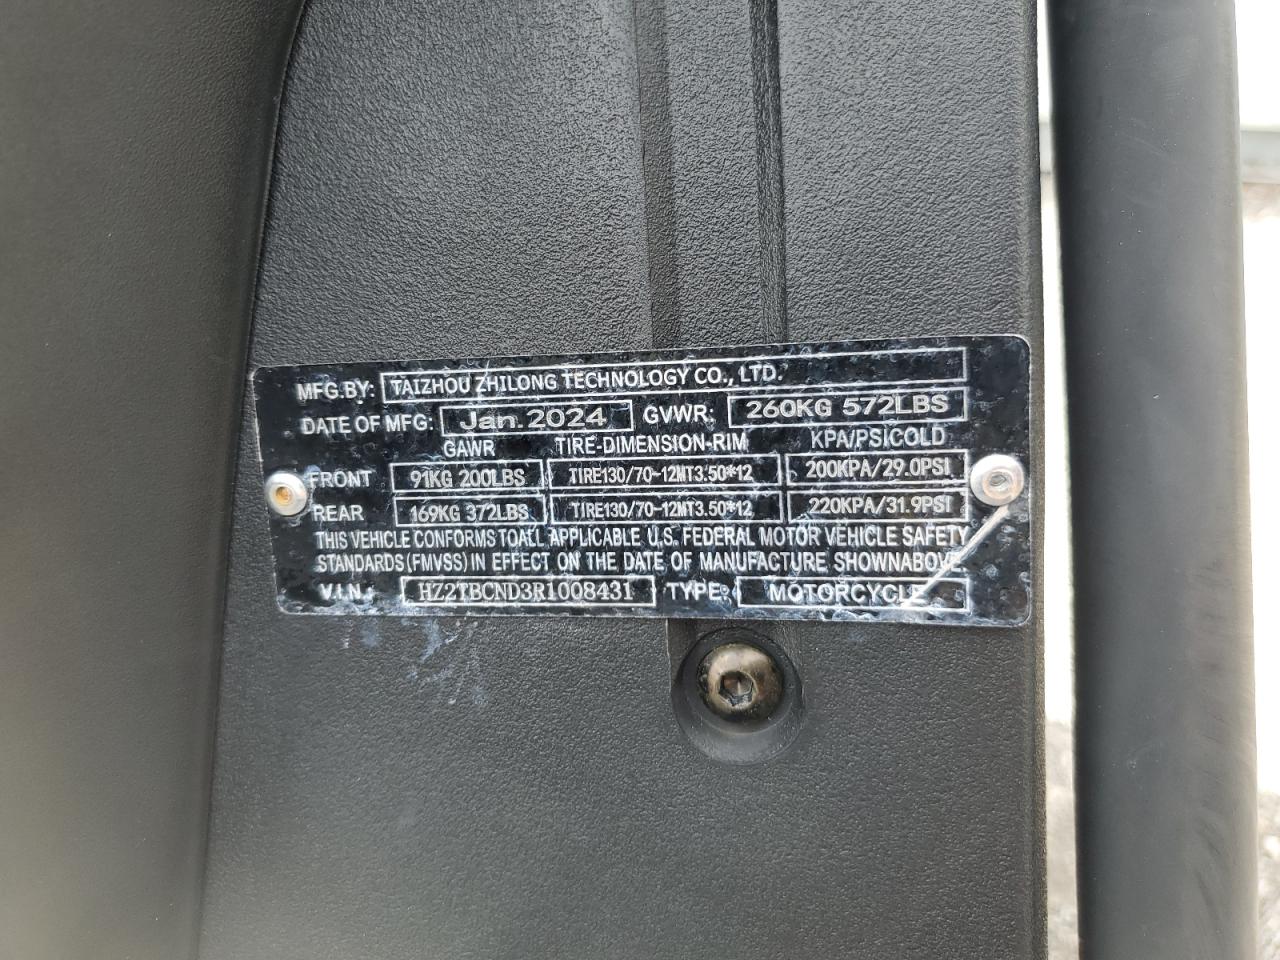 MFG.BY: TAIZHOU ZHILONG TECHNOLOGY CO., LTD.
DATE OF MFG: Jan.2024 GVWR: 260KG 572LBS
GAWR TIRE-DIMENSION-RIM KPA/PSICOLD
FRONT 91KG 200LBS TIRE130/70-12MT3.50*12 200KPA/29.0PSI
REAR 169KG 372LBS TIRE130/70-12MT3.50*12 220KPA/31.9PSI
THIS VEHICLE CONFORMS TOALL APPLICABLE U.S. FEDERAL MOTOR VEHICLE SAFETY
STANDARDS (FMVSS) IN EFFECT ON THE DATE OF MANUFACTURE SHOWNABOVE.
V.I.N.: HZ2TBCND3R1008431 TYPE: MOTORCYCLE